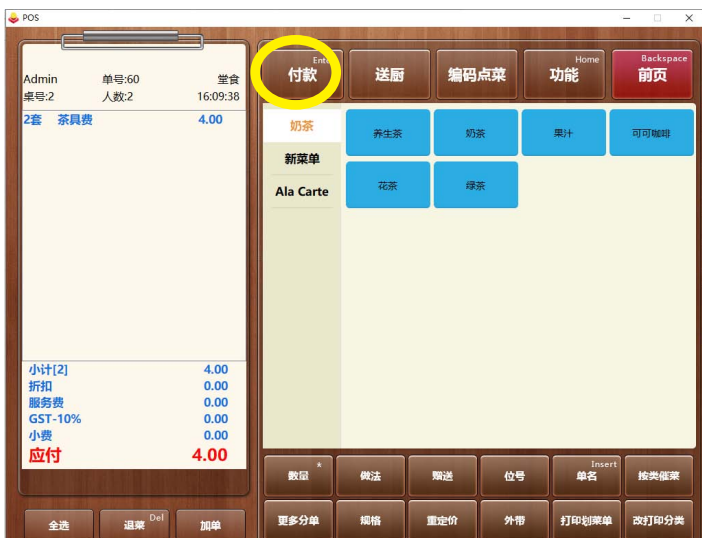 POS
Admin 单号:60 堂食
桌号:2 人数:2 16:09:38
2套 茶具费 4.00
小计[2] 4.00
折扣 0.00
服务费 0.00
GST-10% 0.00
小费 0.00
应付 4.00
全选
退菜 Del
加单
付款 Ente
送厨
编码点菜
功能 Home
前页 Backspace
奶茶
新菜单
Ala Carte
养生茶
奶茶
果汁
可可咖啡
花茶
绿茶
数量 *
做法
赠送
位号
单名 Insert
按类催菜
更多分单
规格
重定价
外带
打印划菜单
改打印分类